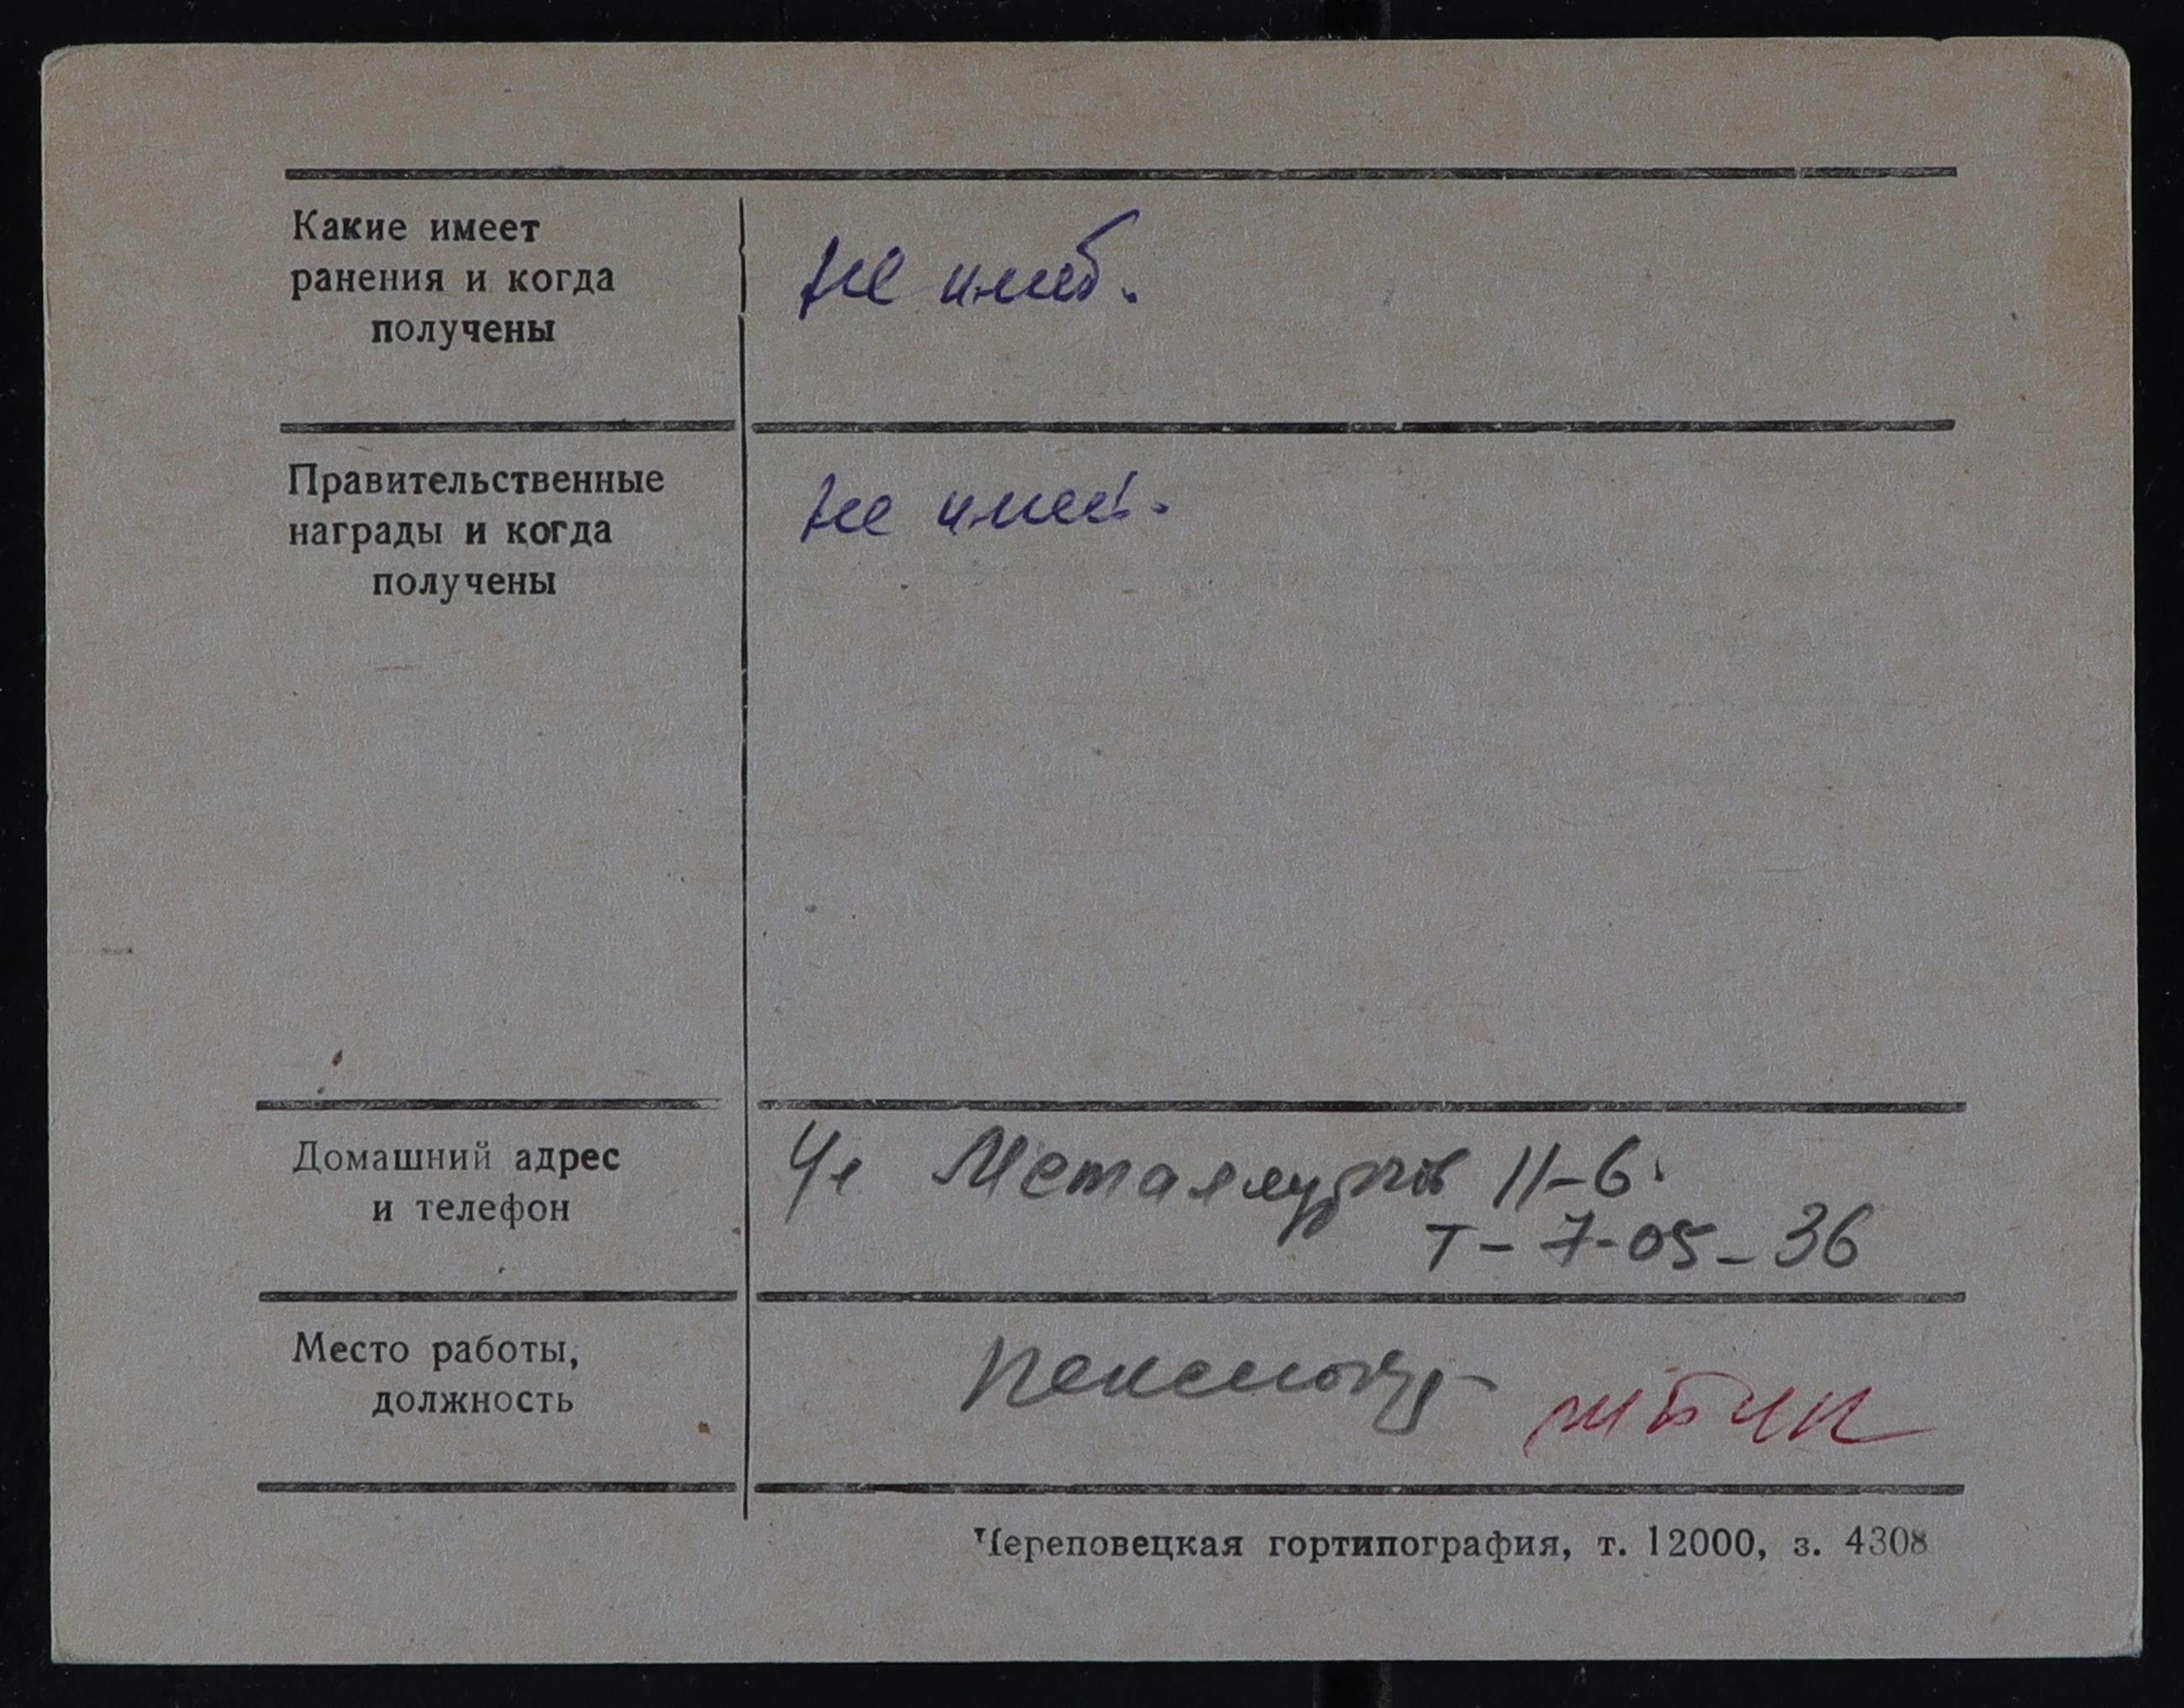 Какие имеет
ранения и когда
получены
не имеет.
Правительственные
награды и когда
получены
не имеет.
Домашний адрес
и телефон
Ул Металлургов 11-6.
Т-7-05-36
Место работы,
должность
Череповецкая гортипография, т. 12000, з. 4308